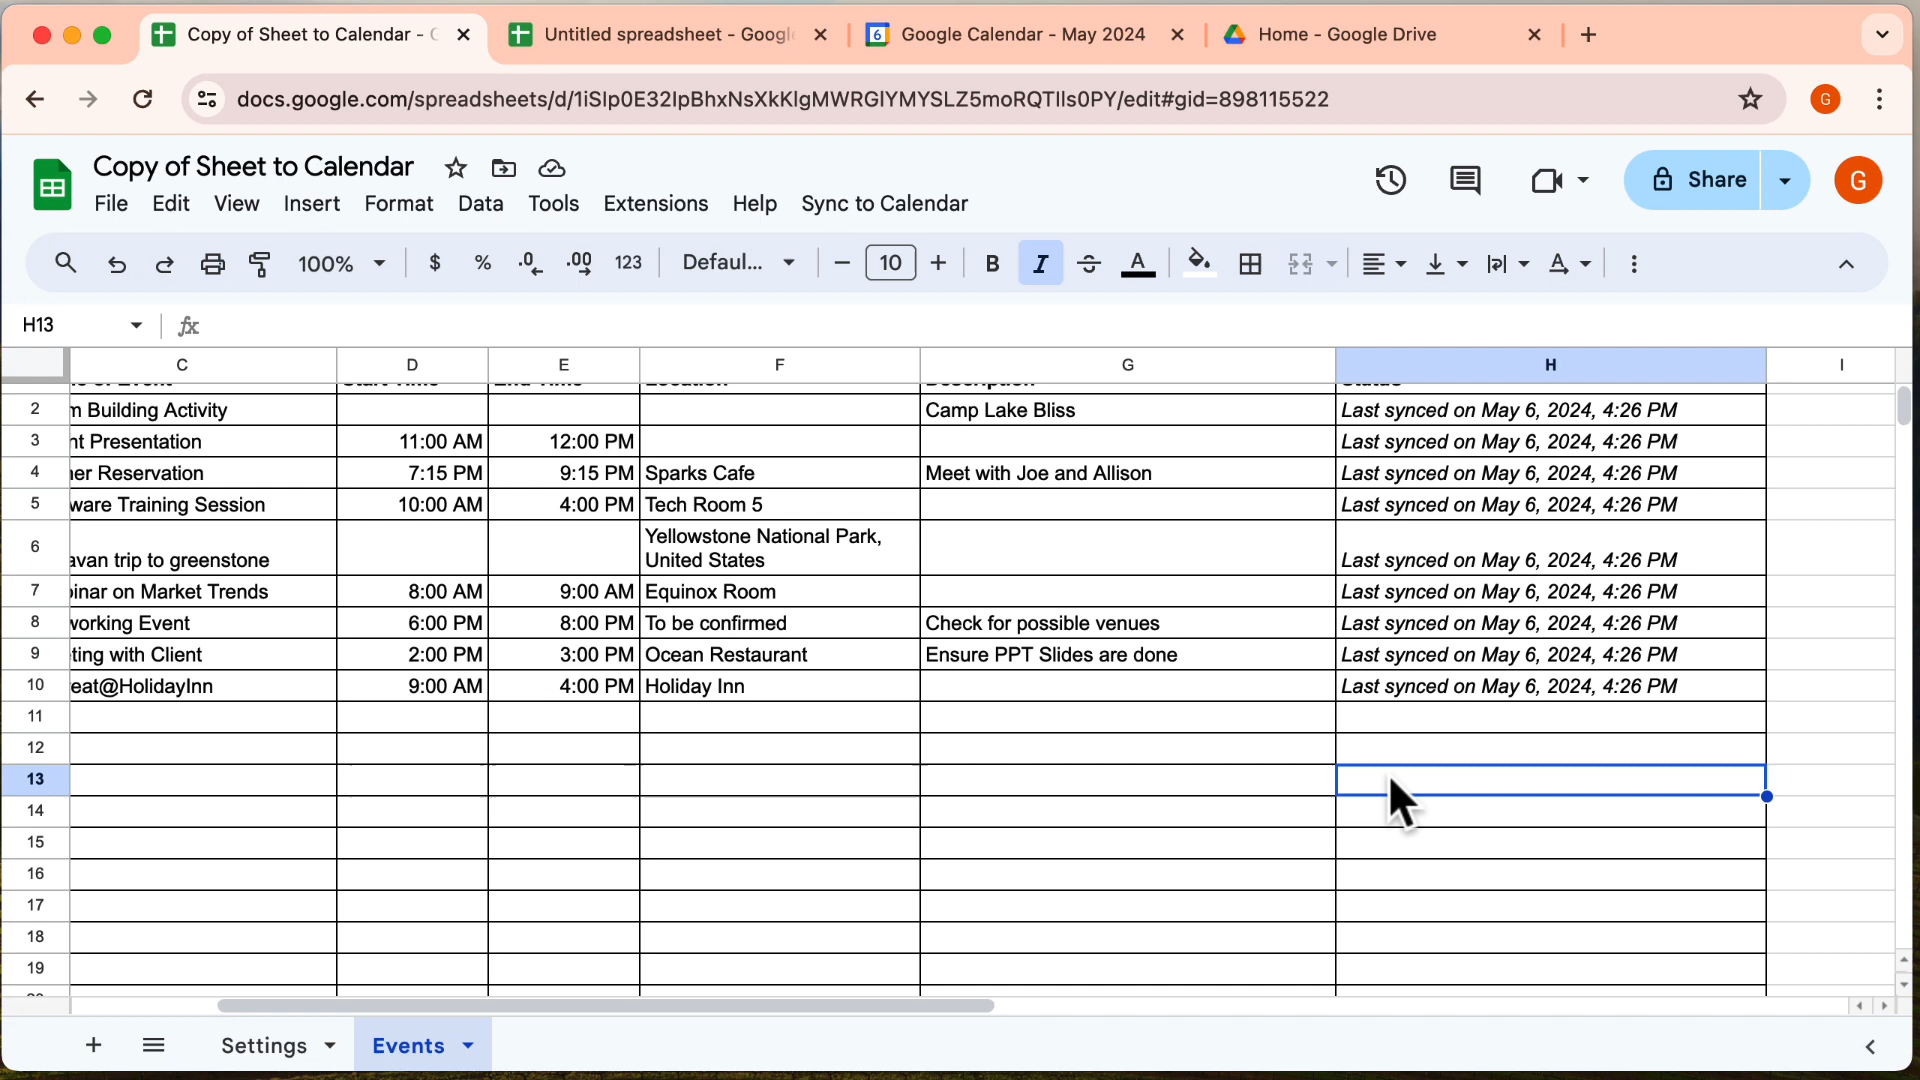 Copy of Sheet to Calendar - G
Untitled spreadsheet - Googl
6
Google Calendar - May 2024
Home - Google Drive
docs.google.com/spreadsheets/d/1iSlp0E32IpBhxNsXkKlgMWRGlYMYSLZ5moRQTIls0PY/edit#gid=898115522
G
Copy of Sheet to Calendar
File Edit View Insert Format Data Tools Extensions Help Sync to Calendar
Share
G
100% $ % .0 .00 123 Defaul... 10 B I A
H13
fx
C D E F G H I
2 m Building Activity Camp Lake Bliss Last synced on May 6, 2024, 4:26 PM
3 nt Presentation 11:00 AM 12:00 PM Last synced on May 6, 2024, 4:26 PM
4 ner Reservation 7:15 PM 9:15 PM Sparks Cafe Meet with Joe and Allison Last synced on May 6, 2024, 4:26 PM
5 ware Training Session 10:00 AM 4:00 PM Tech Room 5 Last synced on May 6, 2024, 4:26 PM
6 avan trip to greenstone Yellowstone National Park,
United States Last synced on May 6, 2024, 4:26 PM
7 inar on Market Trends 8:00 AM 9:00 AM Equinox Room Last synced on May 6, 2024, 4:26 PM
8 working Event 6:00 PM 8:00 PM To be confirmed Check for possible venues Last synced on May 6, 2024, 4:26 PM
9 ting with Client 2:00 PM 3:00 PM Ocean Restaurant Ensure PPT Slides are done Last synced on May 6, 2024, 4:26 PM
10 eat@HolidayInn 9:00 AM 4:00 PM Holiday Inn Last synced on May 6, 2024, 4:26 PM
11
12
13
14
15
16
17
18
19
Settings Events